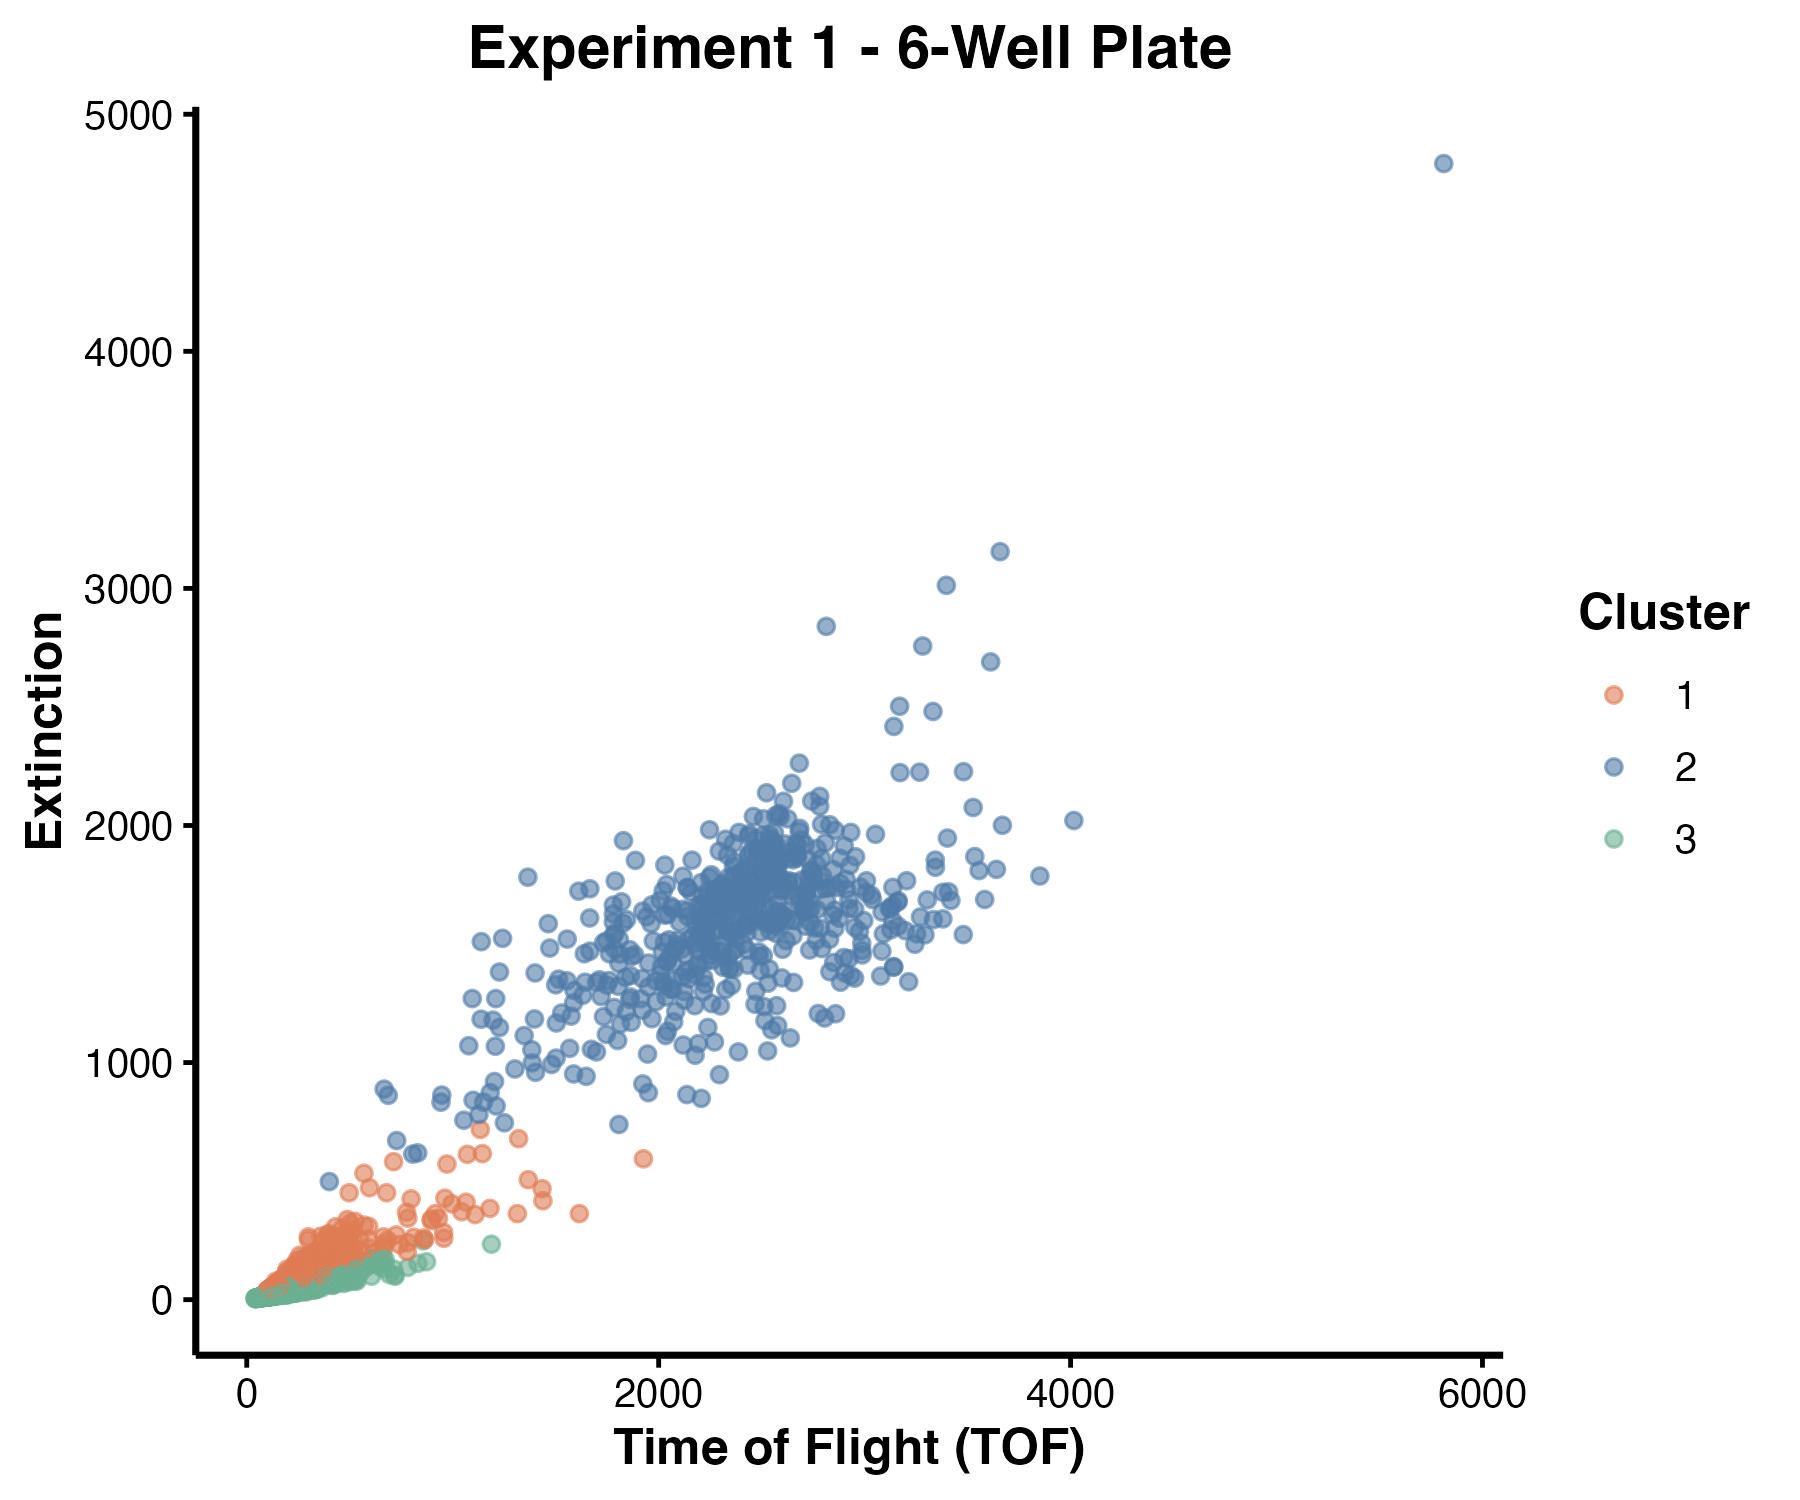 Experiment 1 - 6-Well Plate
5000
4000
3000
2000
1000
0
Extinction
0 2000 4000 6000
Time of Flight (TOF)
Cluster
1
2
3